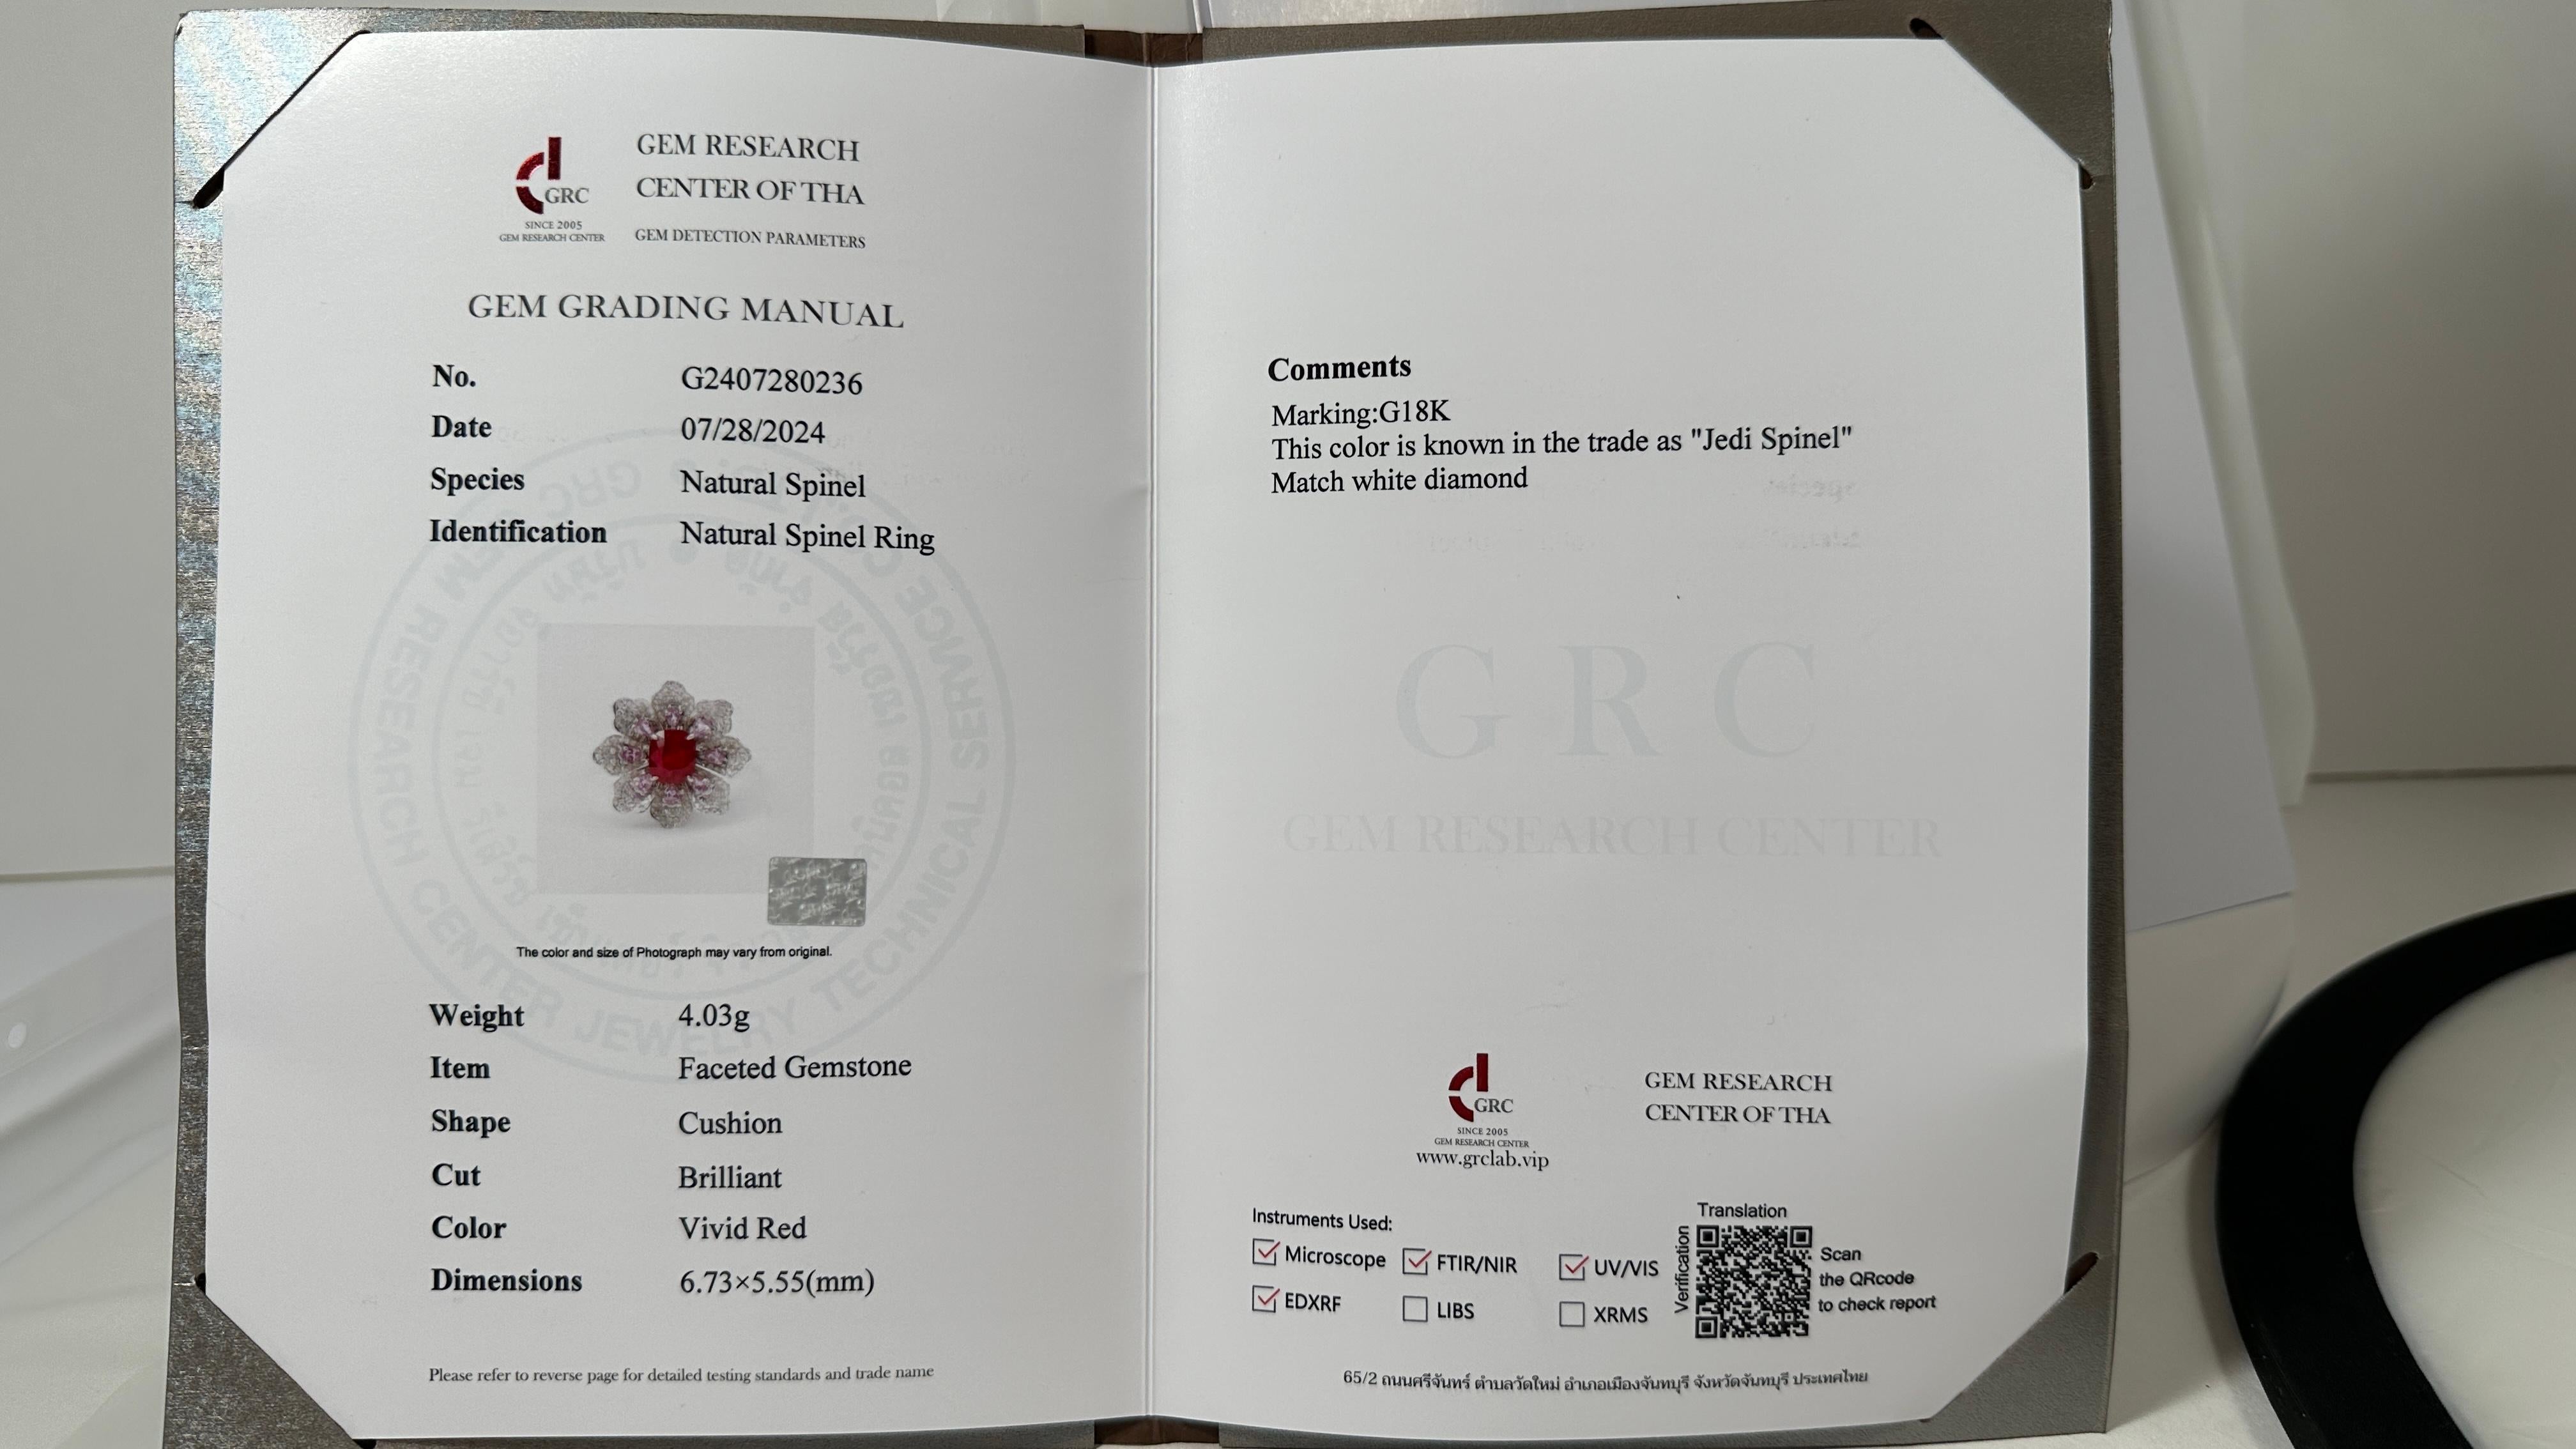 GRC
SINCE 2005
GEM RESEARCH CENTER
GEM RESEARCH
CENTER OF THA
GEM DETECTION PARAMETERS
GEM GRADING MANUAL
No. G2407280236
Date 07/28/2024
Species Natural Spinel
Identification Natural Spinel Ring
GEM RESEARCH CENTER JEWELRY TECHNICAL SERVICE
The color and size of Photograph may vary from original.
Weight 4.03g
Item Faceted Gemstone
Shape Cushion
Cut Brilliant
Color Vivid Red
Dimensions 6.73×5.55(mm)
Please refer to reverse page for detailed testing standards and trade name
Comments
Marking:G18K
This color is known in the trade as "Jedi Spinel"
Match white diamond
GRC
GEM RESEARCH CENTER
GRC
SINCE 2005
GEM RESEARCH CENTER
www.grclab.vip
GEM RESEARCH
CENTER OF THA
Instruments Used:
Microscope FTIR/NIR UV/VIS
EDXRF LIBS XRMS
Translation
Verification
Scan
the QRcode
to check report
65/2 ถนนศรีจันทร์ ตำบลวัดใหม่ อำเภอเมืองจันทบุรี จังหวัดจันทบุรี ประเทศไทย